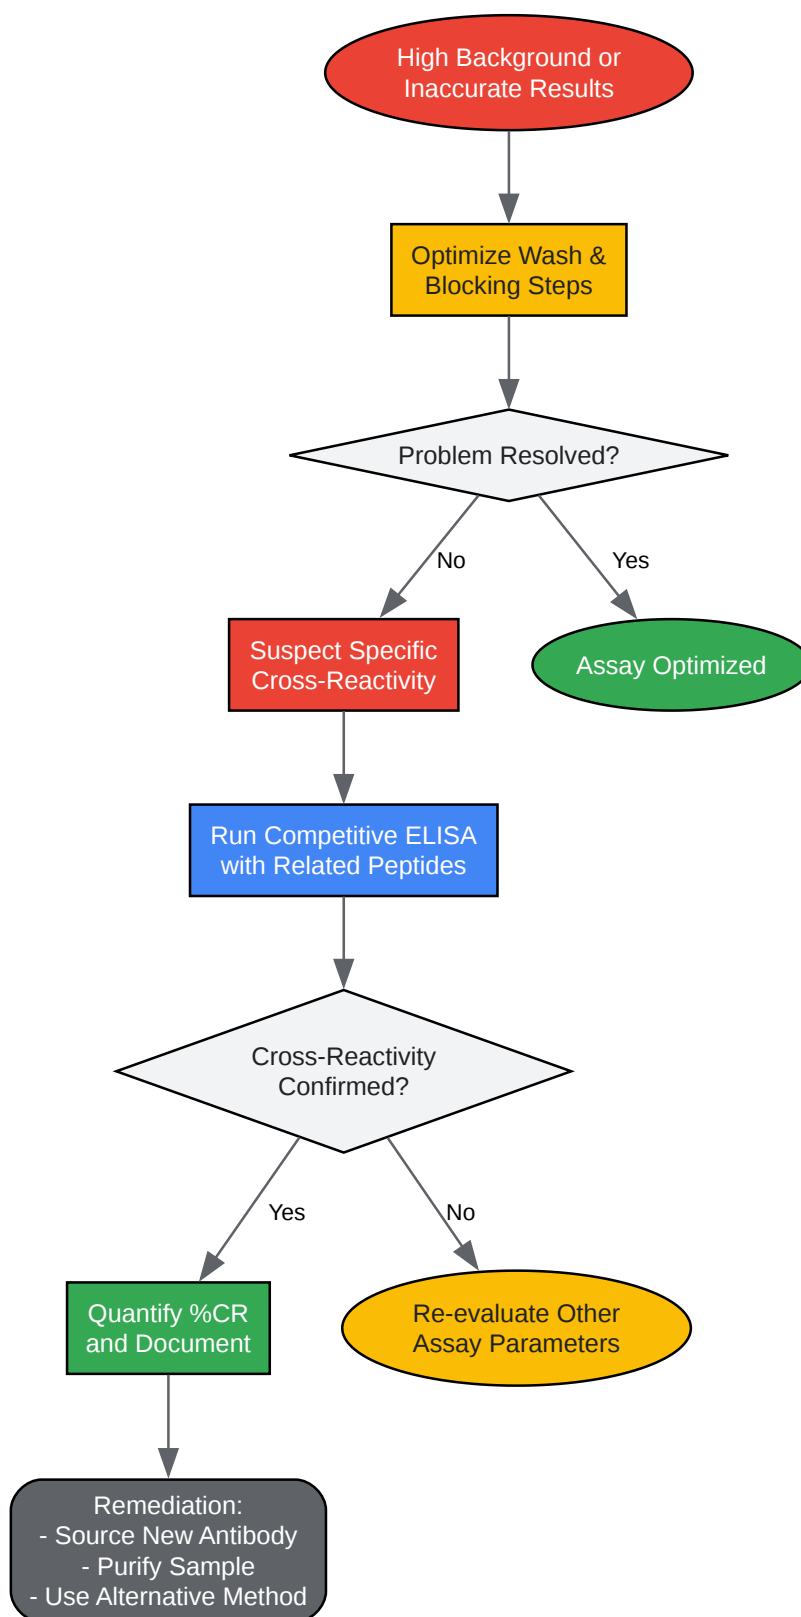 High Background or
Inaccurate Results
Optimize Wash &
Blocking Steps
Problem Resolved?
No
Yes
Suspect Specific
Cross-Reactivity
Assay Optimized
Run Competitive ELISA
with Related Peptides
Cross-Reactivity
Confirmed?
Yes
No
Quantify %CR
and Document
Re-evaluate Other
Assay Parameters
Remediation:
- Source New Antibody
- Purify Sample
- Use Alternative Method